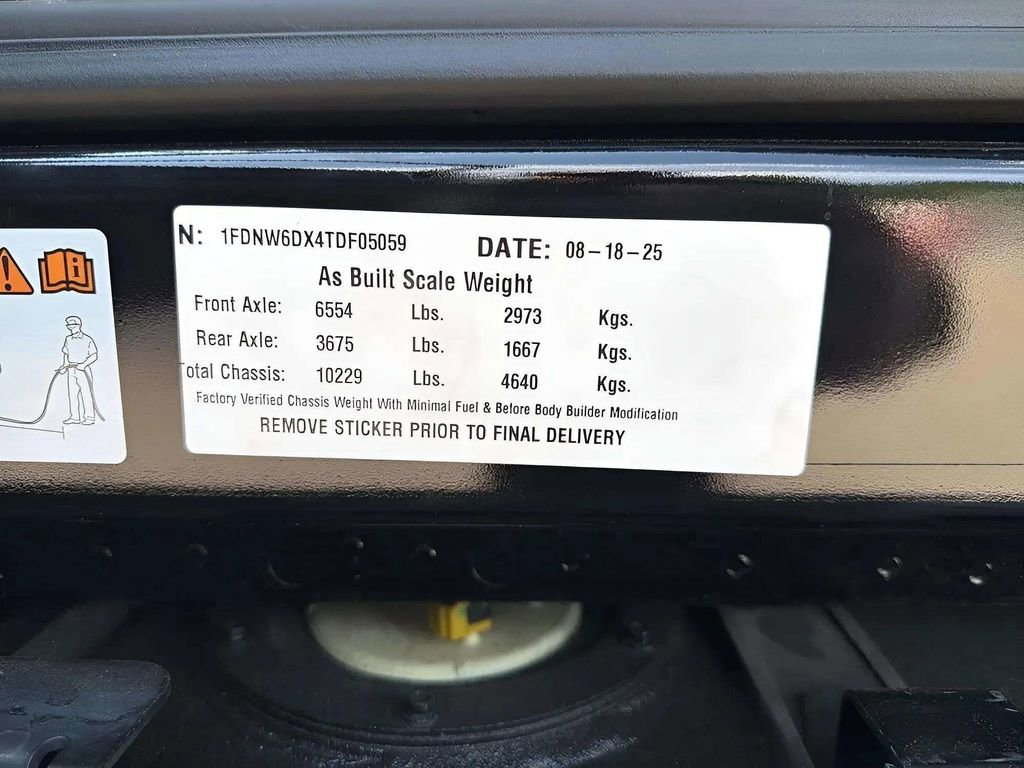 N: 1FDNW6DX4TDF05059 DATE: 08-18-25
As Built Scale Weight
Front Axle: 6554 Lbs. 2973 Kgs.
Rear Axle: 3675 Lbs. 1667 Kgs.
Total Chassis: 10229 Lbs. 4640 Kgs.
Factory Verified Chassis Weight With Minimal Fuel & Before Body Builder Modification
REMOVE STICKER PRIOR TO FINAL DELIVERY